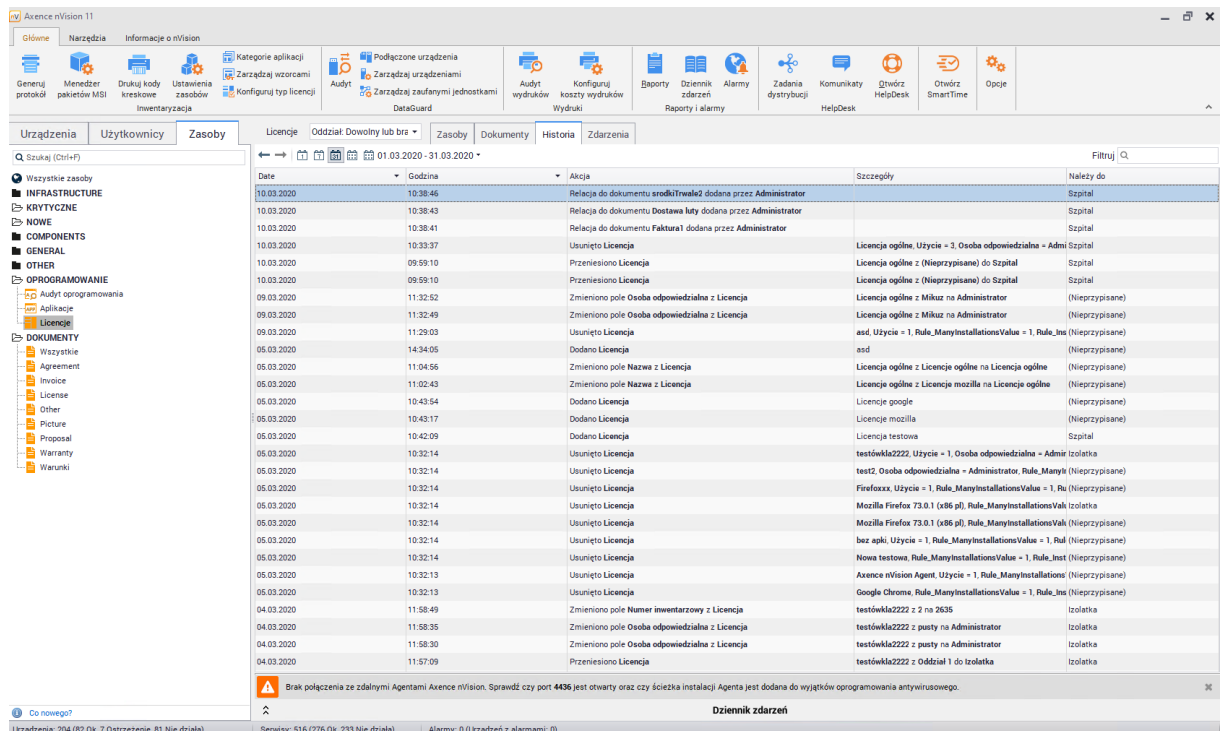 Axence nVision 11
Główne Narzędzia Informacje o nVision
Generuj protokół
Menedżer pakietów MSI
Drukuj kody kreskowe
Ustawienia zasobów
Kategorie aplikacji
Zarządzaj wzorcami
Konfiguruj typ licencji
Audyt
Podłączone urządzenia
Zarządzaj urządzeniami
Zarządzaj zaufanymi jednostkami
Audyt wydruków
Konfiguruj koszty wydruków
Raporty
Dziennik zdarzeń
Alarmy
Zadania dystrybucji
Komunikaty
Otwórz HelpDesk
Otwórz SmartTime
Opcje
Inwentaryzacja DataGuard Wydruki Raporty i alarmy HelpDesk
Urządzenia Użytkownicy Zasoby
Szukaj (Ctrl+F)
Wszystkie zasoby
INFRASTRUCTURE
KRYTYCZNE
NOWE
COMPONENTS
GENERAL
OTHER
OPROGRAMOWANIE
Audyt oprogramowania
Aplikacje
Licencje
DOKUMENTY
Wszystkie
Agreement
Invoice
License
Other
Picture
Proposal
Warranty
Warunki
Co nowego?
Licencje Oddział: Dowolny lub bra Zasoby Dokumenty Historia Zdarzenia
01.03.2020 - 31.03.2020 Filtruj
Date Godzina Akcja Szczegóły Należy do
10.03.2020 10:38:46 Relacja do dokumentu srodkiTrwale2 dodana przez Administrator Szpital
10.03.2020 10:38:43 Relacja do dokumentu Dostawa luty dodana przez Administrator Szpital
10.03.2020 10:38:41 Relacja do dokumentu Faktura1 dodana przez Administrator Szpital
10.03.2020 10:33:37 Usunięto Licencja Licencja ogólne, Użycie = 3, Osoba odpowiedzialna = Admi Szpital
10.03.2020 09:59:10 Przeniesiono Licencja Licencja ogólne z (Nieprzypisane) do Szpital Szpital
10.03.2020 09:59:10 Przeniesiono Licencja Licencja ogólne z (Nieprzypisane) do Szpital Szpital
09.03.2020 11:32:52 Zmieniono pole Osoba odpowiedzialna z Licencja Licencja ogólne z Mikuz na Administrator (Nieprzypisane)
09.03.2020 11:32:49 Zmieniono pole Osoba odpowiedzialna z Licencja Licencja ogólne z Mikuz na Administrator (Nieprzypisane)
09.03.2020 11:29:03 Usunięto Licencja asd, Użycie = 1, Rule_ManyInstallationsValue = 1, Rule_Ins (Nieprzypisane)
05.03.2020 14:34:05 Dodano Licencja asd (Nieprzypisane)
05.03.2020 11:04:56 Zmieniono pole Nazwa z Licencja Licencja ogólne z Licencje ogólne na Licencja ogólne (Nieprzypisane)
05.03.2020 11:02:43 Zmieniono pole Nazwa z Licencja Licencje ogólne z Licencje mozilla na Licencje ogólne (Nieprzypisane)
05.03.2020 10:43:54 Dodano Licencja Licencje google (Nieprzypisane)
05.03.2020 10:43:17 Dodano Licencja Licencje mozilla (Nieprzypisane)
05.03.2020 10:42:09 Dodano Licencja Licencja testowa Szpital
05.03.2020 10:32:14 Usunięto Licencja testówkla2222, Użycie = 1, Osoba odpowiedzialna = Admir Izolatka
05.03.2020 10:32:14 Usunięto Licencja test2, Osoba odpowiedzialna = Administrator, Rule_ManyIr (Nieprzypisane)
05.03.2020 10:32:14 Usunięto Licencja Firefoxxx, Użycie = 1, Rule_ManyInstallationsValue = 1, Ru (Nieprzypisane)
05.03.2020 10:32:14 Usunięto Licencja Mozilla Firefox 73.0.1 (x86 pl), Rule_ManyInstallationsValu Izolatka
05.03.2020 10:32:14 Usunięto Licencja Mozilla Firefox 73.0.1 (x86 pl), Rule_ManyInstallationsValu (Nieprzypisane)
05.03.2020 10:32:14 Usunięto Licencja bez apki, Użycie = 1, Rule_ManyInstallationsValue = 1, Rul (Nieprzypisane)
05.03.2020 10:32:14 Usunięto Licencja Nowa testowa, Rule_ManyInstallationsValue = 1, Rule_Inst (Nieprzypisane)
05.03.2020 10:32:13 Usunięto Licencja Axence nVision Agent, Użycie = 1, Rule_ManyInstallations (Nieprzypisane)
05.03.2020 10:32:13 Usunięto Licencja Google Chrome, Rule_ManyInstallationsValue = 1, Rule_Ins (Nieprzypisane)
04.03.2020 11:58:49 Zmieniono pole Numer inwentarzowy z Licencja testówkla2222 z 2 na 2635 Izolatka
04.03.2020 11:58:35 Zmieniono pole Osoba odpowiedzialna z Licencja testówkla2222 z pusty na Administrator Izolatka
04.03.2020 11:58:30 Zmieniono pole Osoba odpowiedzialna z Licencja testówkla2222 z pusty na Administrator Izolatka
04.03.2020 11:57:09 Przeniesiono Licencja testówkla2222 z Oddział 1 do Izolatka Izolatka
Brak połączenia ze zdalnymi Agentami Axence nVision. Sprawdź czy port 4436 jest otwarty oraz czy ścieżka instalacji Agenta jest dodana do wyjątków oprogramowania antywirusowego.
Dziennik zdarzeń
Urządzenia: 204 (82 Ok, 7 Ostrzeżenie, 81 Nie działa) Serwisy: 516 (276 Ok, 233 Nie działa) Alarmy: 0 (Urządzeń z alarmami: 0)